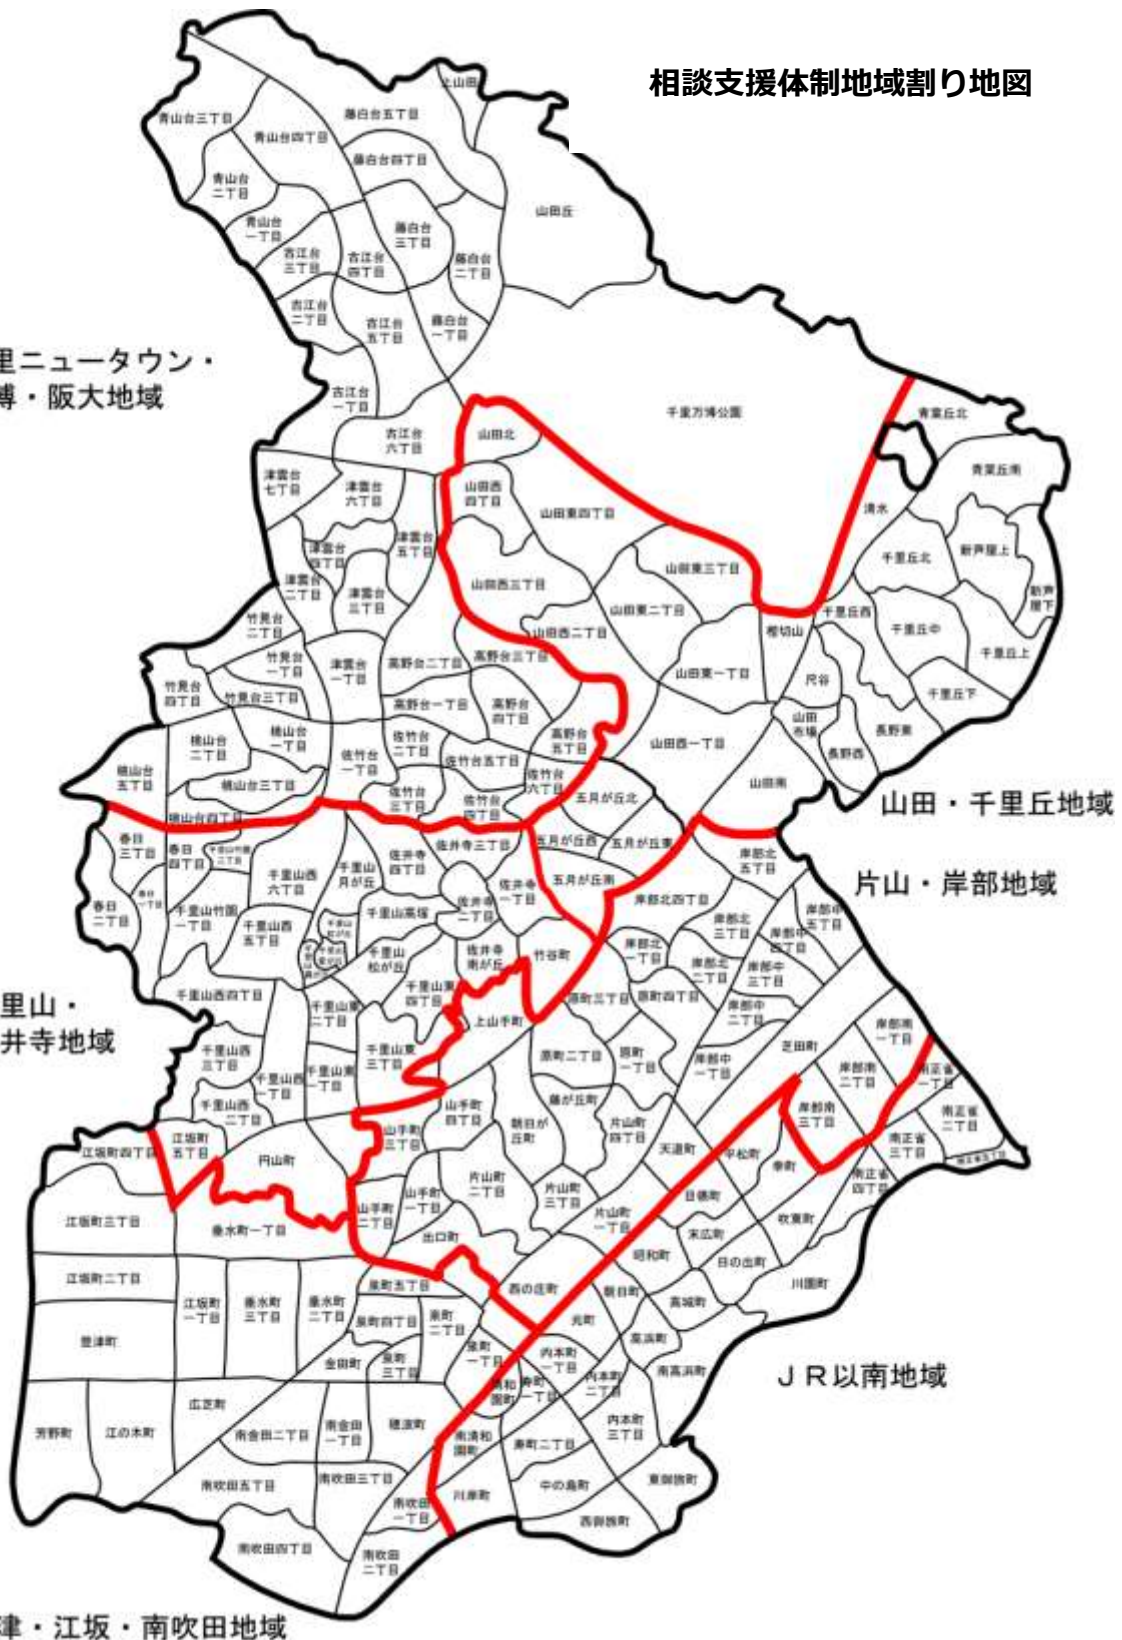 相談支援体制地域割り地図
上山田
青山台三丁目
藤白台五丁目
青山台四丁目
藤白台四丁目
青山台
二丁目
山田丘
青山台
一丁目
藤白台
三丁目
古江台
三丁目
古江台
四丁目
藤白台
二丁目
古江台
二丁目
古江台
五丁目
藤白台
一丁目
里ニュータウン・
博・阪大地域
古江台
一丁目
千里万博公園
青葉丘北
古江台
六丁目
山田北
青葉丘南
津雲台
七丁目
津雲台
六丁目
山田西
四丁目
山田東四丁目
清水
津雲台
五丁目
津雲台
四丁目
千里丘北
新芦屋上
山田東三丁目
津雲台
二丁目
津雲台
三丁目
山田西三丁目
新芦
屋下
山田東二丁目
千里丘西
竹見台
二丁目
山田西二丁目
樫切山
千里丘中
竹見台
一丁目
津雲台
一丁目
高野台二丁目
高野台三丁目
千里丘上
山田東一丁目
尺谷
竹見台
四丁目
竹見台三丁目
高野台一丁目
高野台
四丁目
千里丘下
山田
市場
長野東
桃山台
二丁目
桃山台
一丁目
佐竹台
二丁目
高野台
五丁目
山田西一丁目
長野西
佐竹台
一丁目
佐竹台五丁目
桃山台
五丁目
桃山台三丁目
佐竹台
六丁目
山田南
佐竹台
三丁目
佐竹台
四丁目
五月が丘北
山田・千里丘地域
桃山台四丁目
春日
三丁目
春日
四丁目
千里山竹園
二丁目
佐井寺三丁目
五月が丘西
五月が丘東
佐井寺
四丁目
岸部北
五丁目
千里山西
六丁目
千里山
月が丘
五月が丘南
片山・岸部地域
春日
一丁目
佐井寺
一丁目
春日
二丁目
千里山竹園
一丁目
千里山高塚
佐井寺
二丁目
岸部北四丁目
千里山西
五丁目
岸部北
三丁目
岸部中
五丁目
千里山
松が丘
佐井寺
南が丘
竹谷町
岸部北
一丁目
岸部中
四丁目
岸部北
二丁目
岸部中
三丁目
里山・
井寺地域
千里山西四丁目
千里山東
二丁目
千里山東
四丁目
原町三丁目
原町四丁目
岸部中
二丁目
上山手町
千里山西
三丁目
千里山東
三丁目
原町二丁目
原町
一丁目
岸部中
一丁目
芝田町
岸部南
一丁目
千里山西
一丁目
千里山東
一丁目
岸部南
二丁目
南正雀
一丁目
千里山西
二丁目
山手町
四丁目
藤が丘町
岸部南
三丁目
南正雀
二丁目
江坂町四丁目
江坂町
五丁目
円山町
山手町
三丁目
朝日が
丘町
片山町
四丁目
天道町
平松町
幸町
南正雀
三丁目
南正雀
四丁目
片山町
二丁目
片山町
三丁目
目俵町
山手町
一丁目
山手町
二丁目
片山町
一丁目
江坂町三丁目
垂水町一丁目
出口町
吹東町
末広町
昭和町
日の出町
江坂町二丁目
泉町五丁目
西の庄町
朝日町
川園町
江坂町
一丁目
垂水町
三丁目
垂水町
二丁目
泉町四丁目
泉町
二丁目
元町
高城町
豊津町
高浜町
金田町
泉町
三丁目
泉町
一丁目
内本町
一丁目
内本町
二丁目
南高浜町
JR以南地域
清和
園町
寿町
一丁目
広芝町
芳野町
江の木町
南金田二丁目
南金田
一丁目
穂波町
南清和
園町
寿町二丁目
内本町
三丁目
南吹田五丁目
南吹田三丁目
中の島町
東御旅町
南吹田
一丁目
川岸町
西御旅町
南吹田四丁目
南吹田
二丁目
津・江坂・南吹田地域